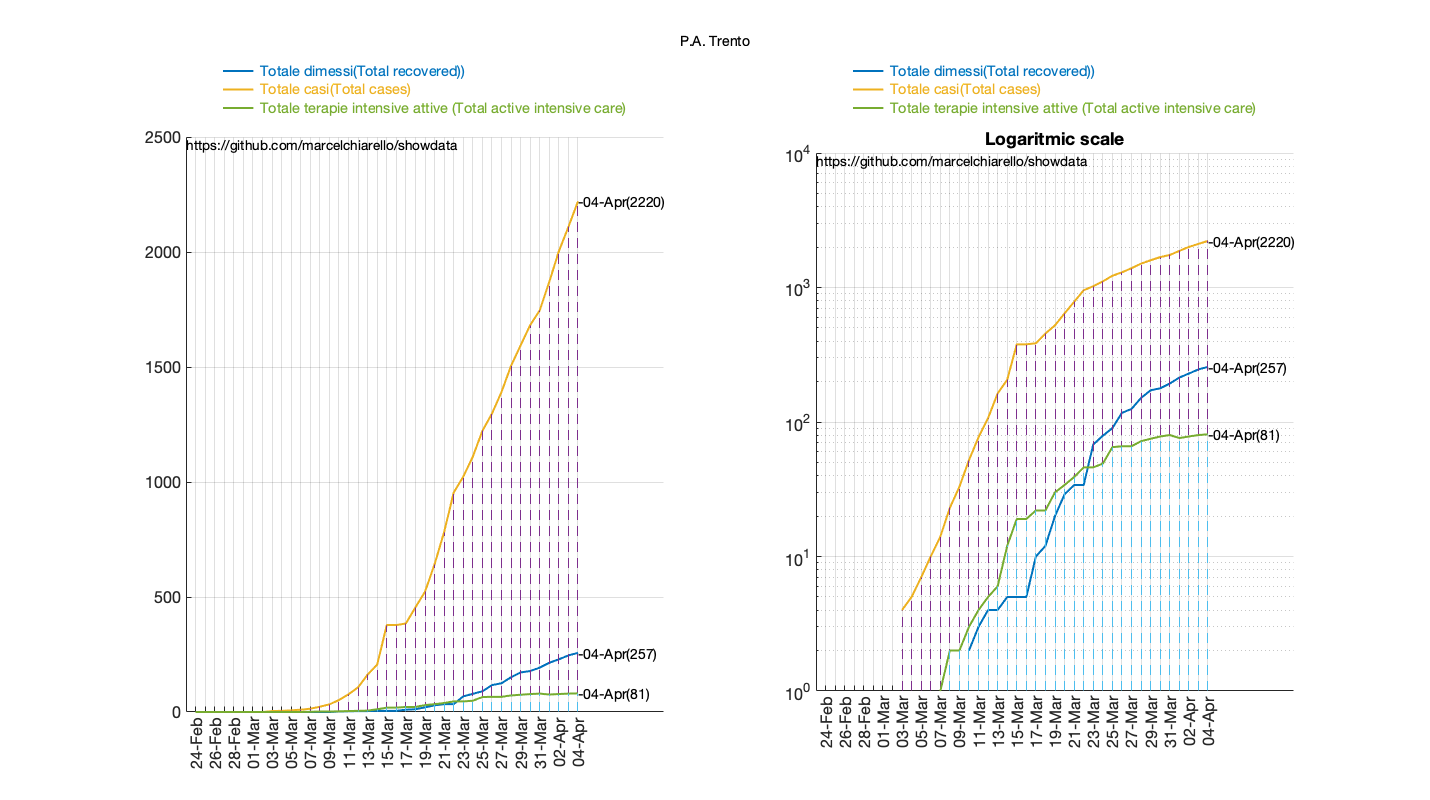 P.A. Trento
Totale dimessi(Total recovered))
Totale casi(Total cases)
Totale terapie intensive attive (Total active intensive care)
2500
2000
1500
1000
500
0
https://github.com/marcelchiarello/showdata
-04-Apr(2220)
-04-Apr(257)
-04-Apr(81)
24-Feb
26-Feb
28-Feb
01-Mar
03-Mar
05-Mar
07-Mar
09-Mar
11-Mar
13-Mar
15-Mar
17-Mar
19-Mar
21-Mar
23-Mar
25-Mar
27-Mar
29-Mar
31-Mar
02-Apr
04-Apr
Totale dimessi(Total recovered))
Totale casi(Total cases)
Totale terapie intensive attive (Total active intensive care)
Logaritmic scale
10^4
10^3
10^2
10^1
10^0
https://github.com/marcelchiarello/showdata
-04-Apr(2220)
-04-Apr(257)
-04-Apr(81)
24-Feb
26-Feb
28-Feb
01-Mar
03-Mar
05-Mar
07-Mar
09-Mar
11-Mar
13-Mar
15-Mar
17-Mar
19-Mar
21-Mar
23-Mar
25-Mar
27-Mar
29-Mar
31-Mar
02-Apr
04-Apr